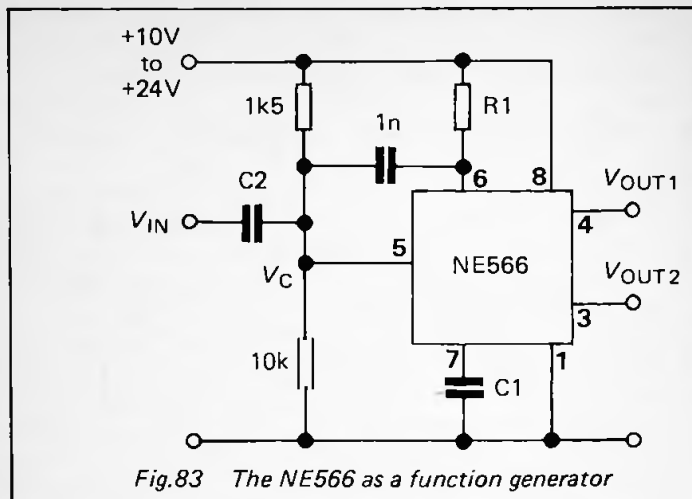 +10V
to
+24V
1k5
R1
1n
C2
6
8
VOUT1
4
VIN
5
NE566
VC
VOUT2
3
10k
7
1
C1
Fig.83 The NE566 as a function generator